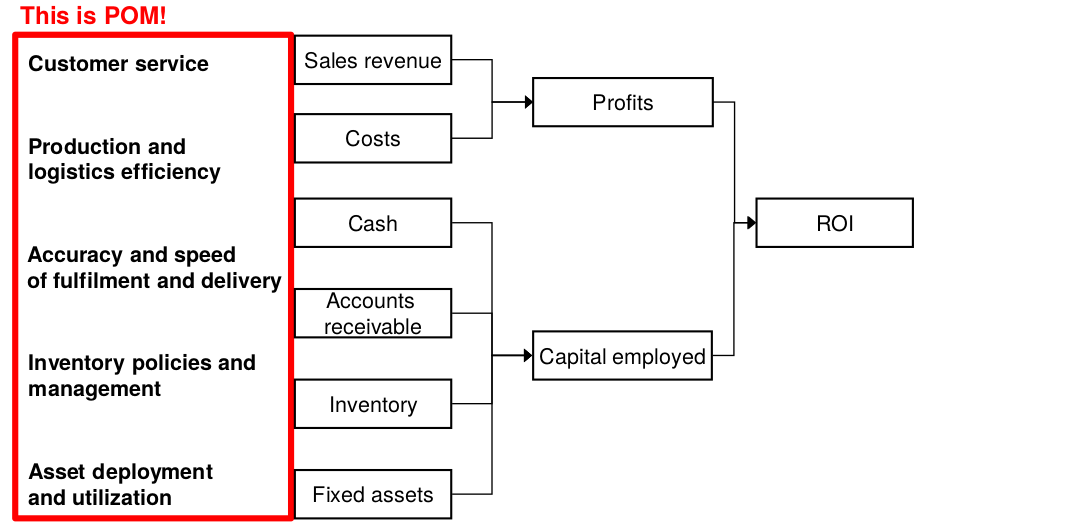 This is POM!
Customer service
Production and
logistics efficiency
Accuracy and speed
of fulfilment and delivery
Inventory policies and
management
Asset deployment
and utilization
Sales revenue
Costs
Cash
Accounts
receivable
Inventory
Fixed assets
Profits
Capital employed
ROI